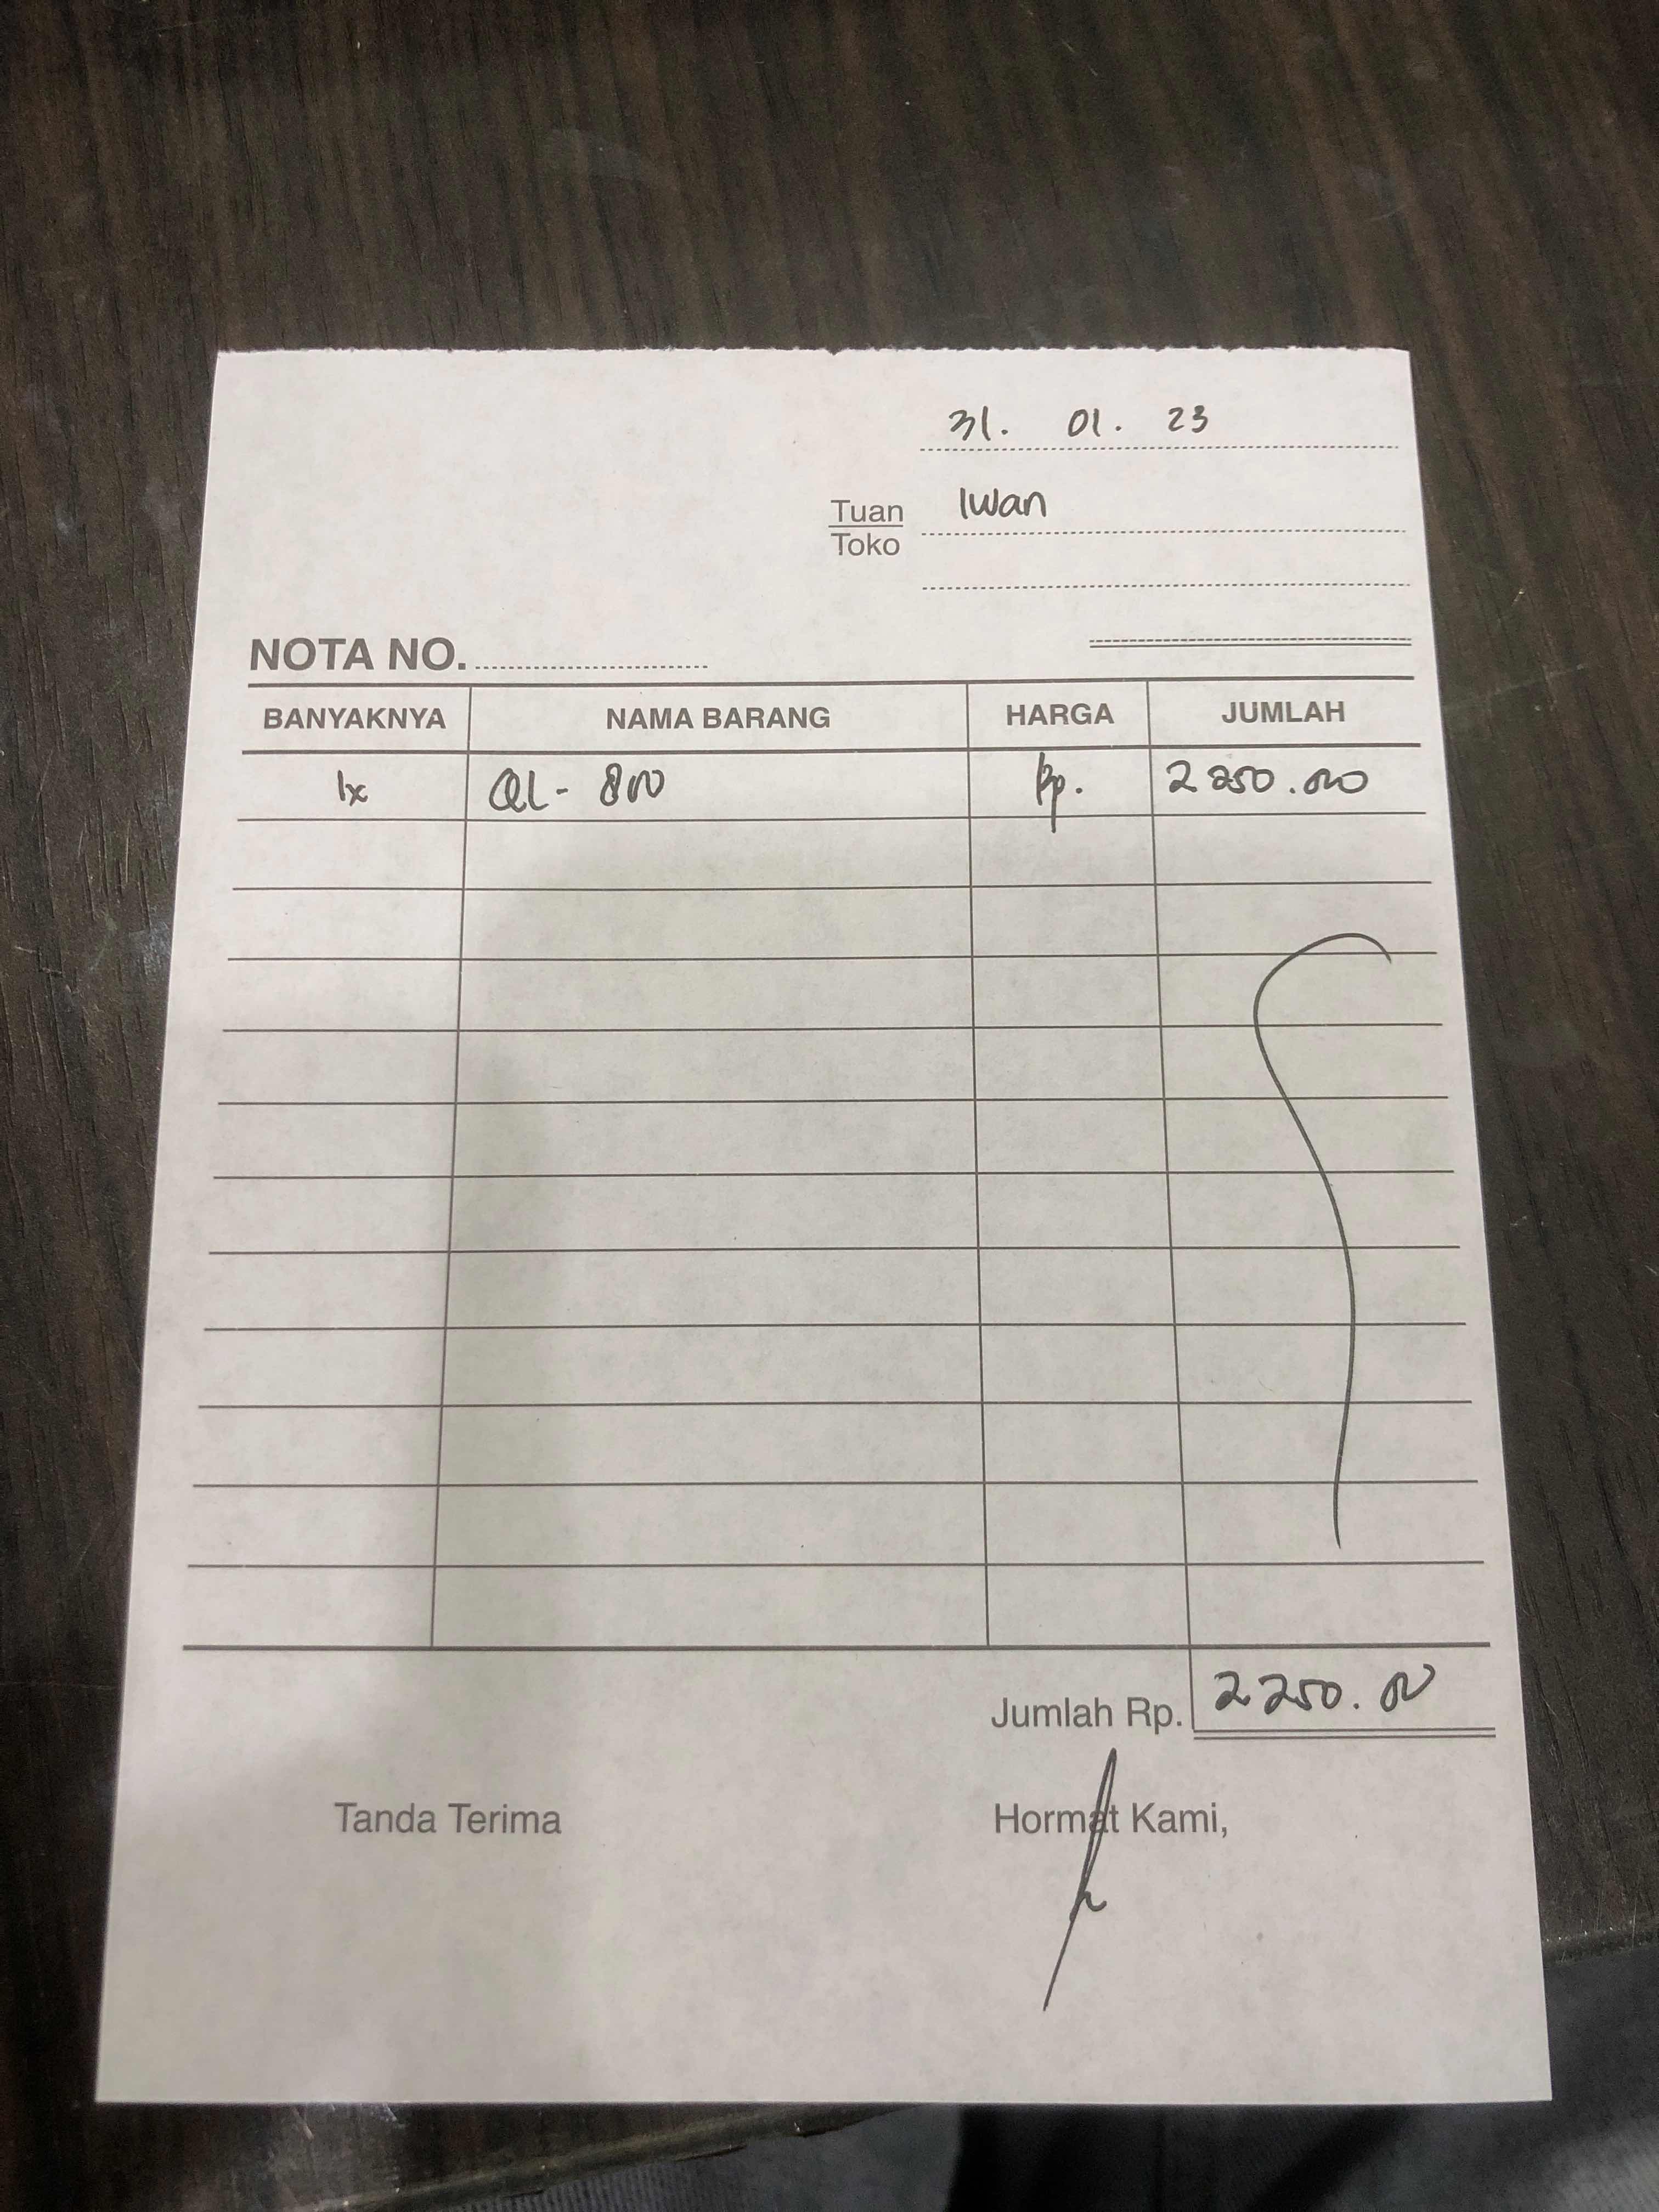 31. 01. 23
Tuan Iwan
Toko
NOTA NO.
BANYAKNYA NAMA BARANG HARGA JUMLAH
1x QL- 800 Rp. 2 250.000
Jumlah Rp. 2 250.000
Tanda Terima Hormat Kami,